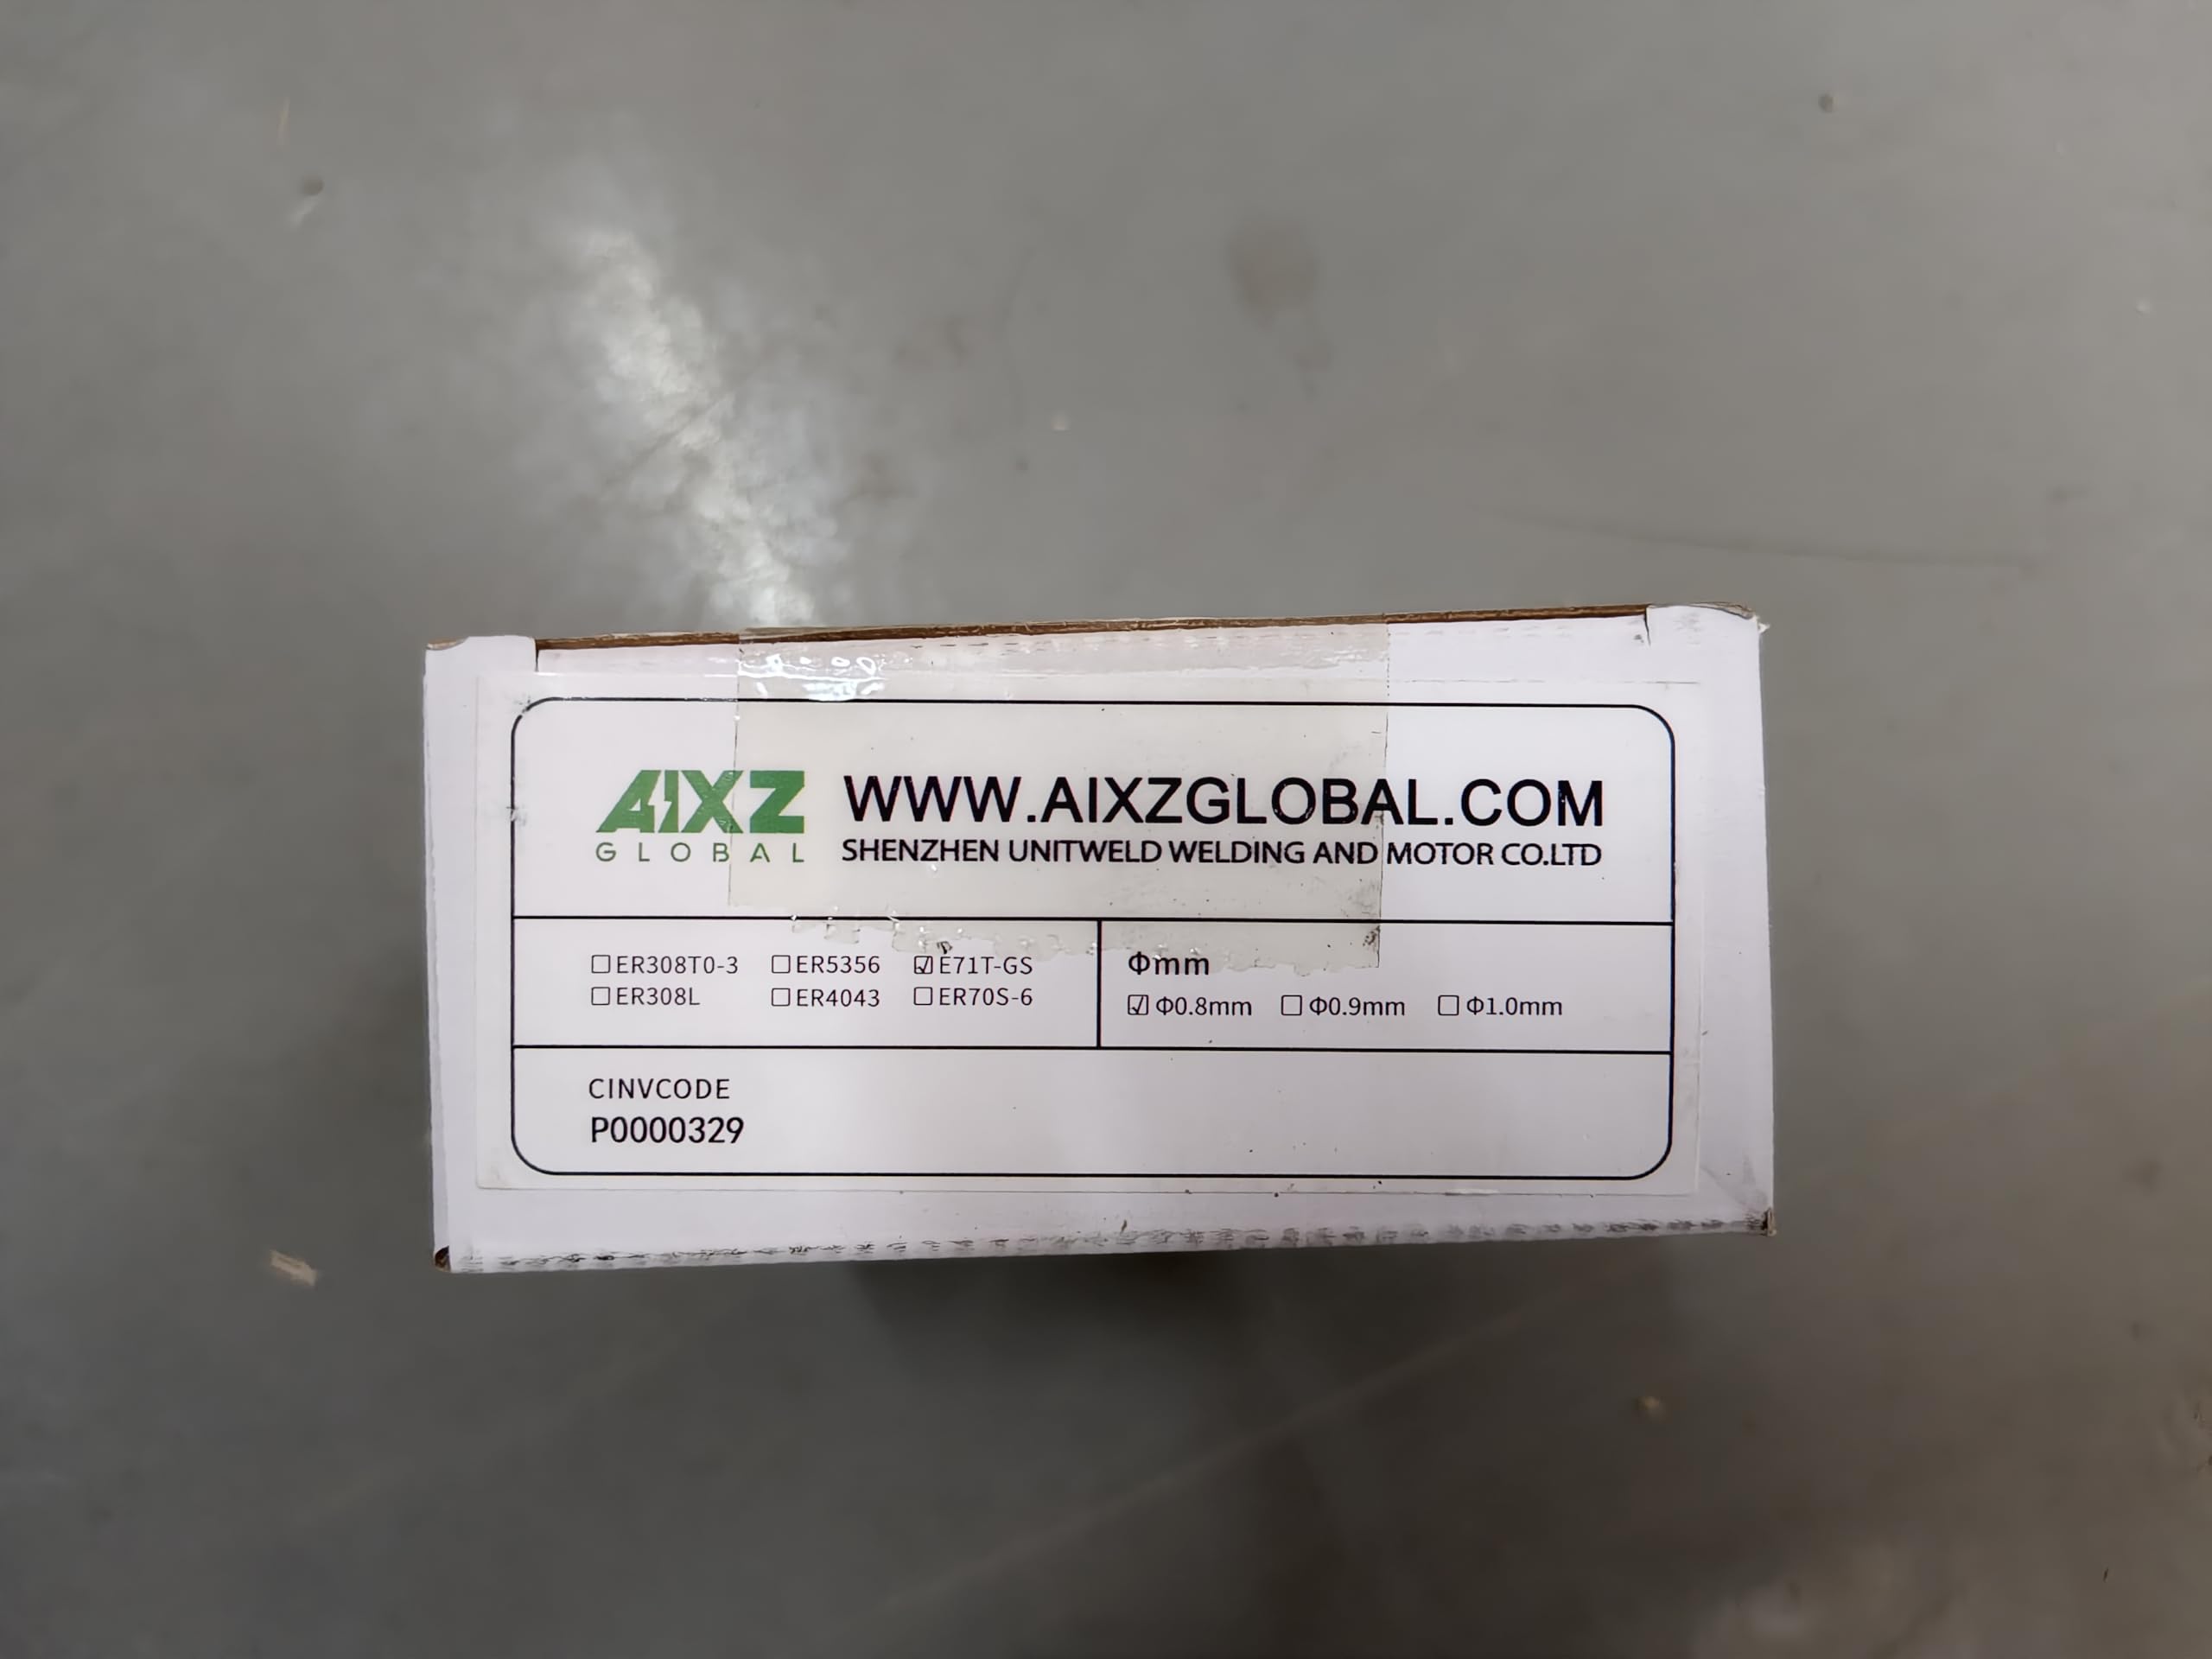 AIXZ
GLOBAL
WWW.AIXZGLOBAL.COM
SHENZHEN UNITWELD WELDING AND MOTOR CO.LTD
☐ER308T0-3 ☐ER5356 ☑E71T-GS
☐ER308L ☐ER4043 ☐ER70S-6
Φmm
☑Φ0.8mm ☐Φ0.9mm ☐Φ1.0mm
CINVCODE
P0000329